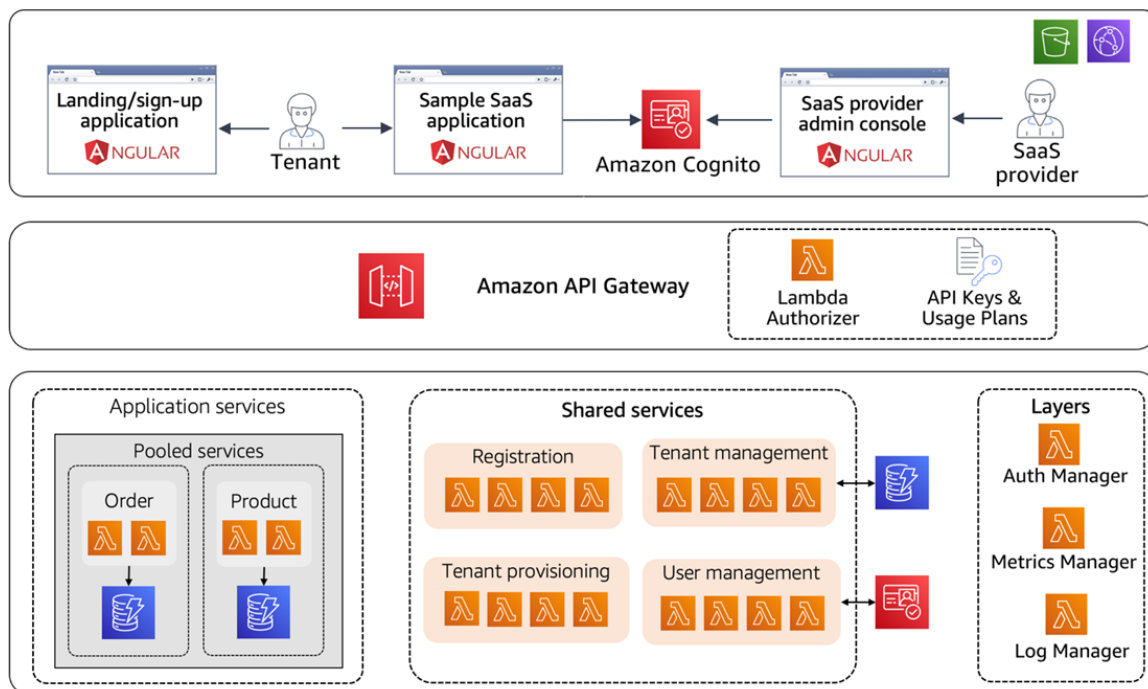 Landing/sign-up
application
ANGULAR
Tenant
Sample SaaS
application
ANGULAR
Amazon Cognito
SaaS provider
admin console
ANGULAR
SaaS
provider
Amazon API Gateway
Lambda
Authorizer
API Keys &
Usage Plans
Application services
Pooled services
Order
Product
Shared services
Registration
Tenant management
Tenant provisioning
User management
Layers
Auth Manager
Metrics Manager
Log Manager